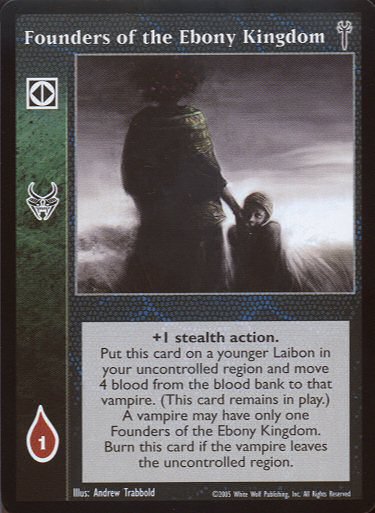 Founders of the Ebony Kingdom
+1 stealth action.
Put this card on a younger Laibon in
your uncontrolled region and move
4 blood from the blood bank to that
vampire. (This card remains in play.)
A vampire may have only one
Founders of the Ebony Kingdom.
Burn this card if the vampire leaves
the uncontrolled region.
1
Illus: Andrew Trabbold
©2005 White Wolf Publishing, Inc. All Rights Reserved